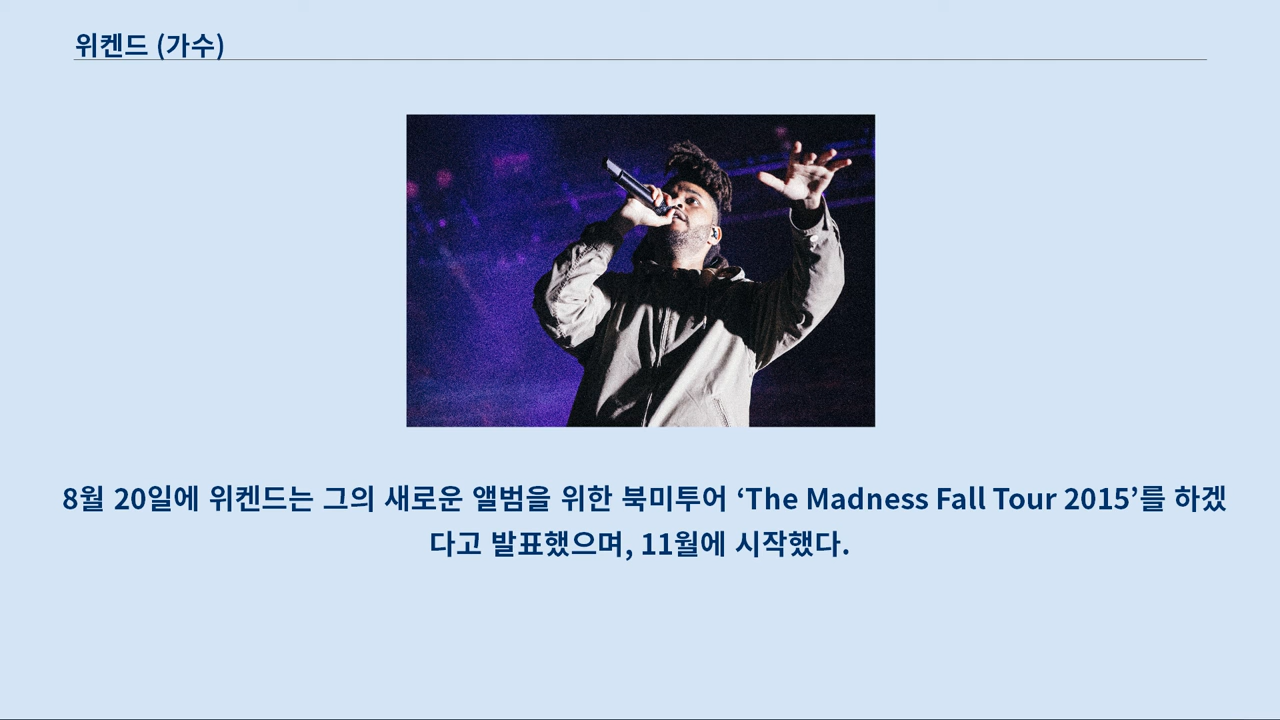 위켄드 (가수)
8월 20일에 위켄드는 그의 새로운 앨범을 위한 북미투어 ‘The Madness Fall Tour 2015’를 하겠
다고 발표했으며, 11월에 시작했다.